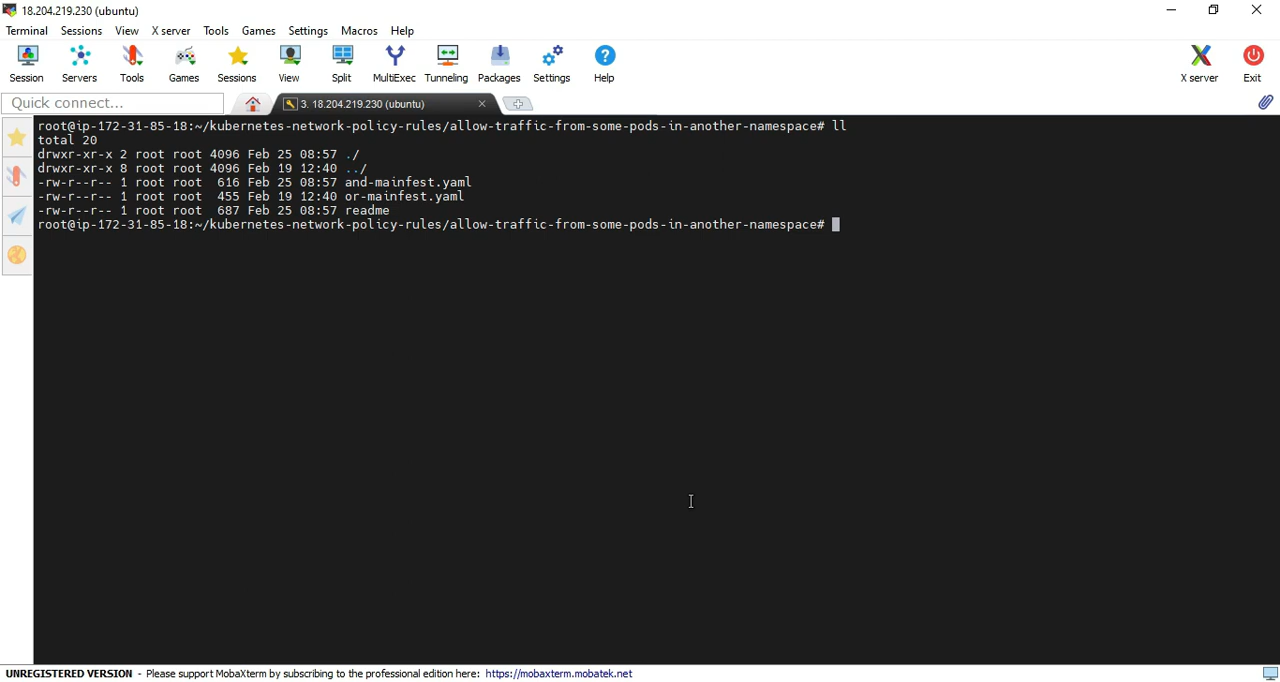 18.204.219.230 (ubuntu)
Terminal Sessions View X server Tools Games Settings Macros Help
Session Servers Tools Games Sessions View Split MultiExec Tunneling Packages Settings Help X server Exit
Quick connect... 3. 18.204.219.230 (ubuntu)
root@ip-172-31-85-18:~/kubernetes-network-policy-rules/allow-traffic-from-some-pods-in-another-namespace# ll
total 20
drwxr-xr-x 2 root root 4096 Feb 25 08:57 ./
drwxr-xr-x 8 root root 4096 Feb 19 12:40 ../
-rw-r--r-- 1 root root  616 Feb 25 08:57 and-mainfest.yaml
-rw-r--r-- 1 root root  455 Feb 19 12:40 or-mainfest.yaml
-rw-r--r-- 1 root root  687 Feb 25 08:57 readme
root@ip-172-31-85-18:~/kubernetes-network-policy-rules/allow-traffic-from-some-pods-in-another-namespace#
UNREGISTERED VERSION - Please support MobaXterm by subscribing to the professional edition here: https://mobaxterm.mobatek.net